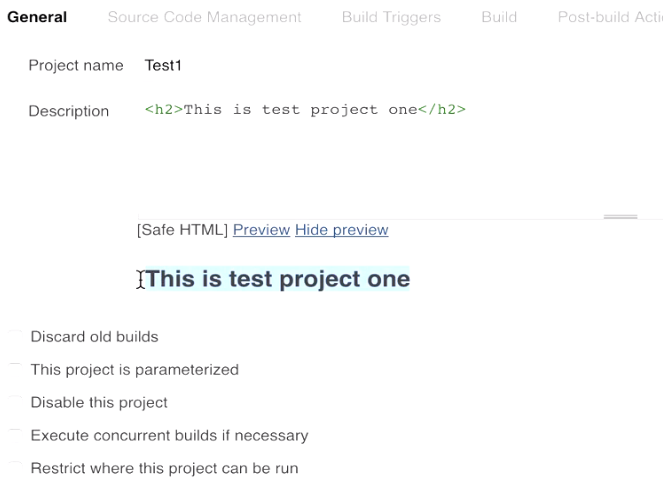 General Source Code Management Build Triggers Build Post-build Acti
Project name Test1
Description <h2>This is test project one</h2>
[Safe HTML] Preview Hide preview
This is test project one
Discard old builds
This project is parameterized
Disable this project
Execute concurrent builds if necessary
Restrict where this project can be run